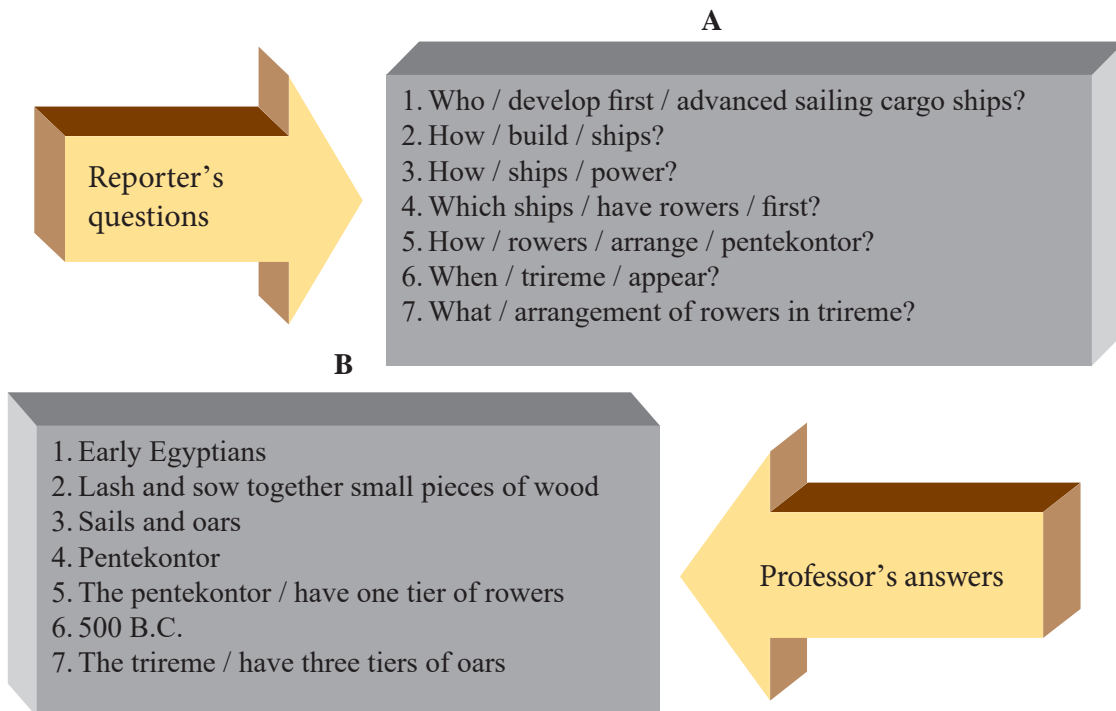 A
Reporter's
questions
1. Who / develop first / advanced sailing cargo ships?
2. How / build / ships?
3. How / ships / power?
4. Which ships / have rowers / first?
5. How / rowers / arrange / pentekontor?
6. When / trireme / appear?
7. What / arrangement of rowers in trireme?
B
1. Early Egyptians
2. Lash and sow together small pieces of wood
3. Sails and oars
4. Pentekontor
5. The pentekontor / have one tier of rowers
6. 500 B.C.
7. The trireme / have three tiers of oars
Professor's answers